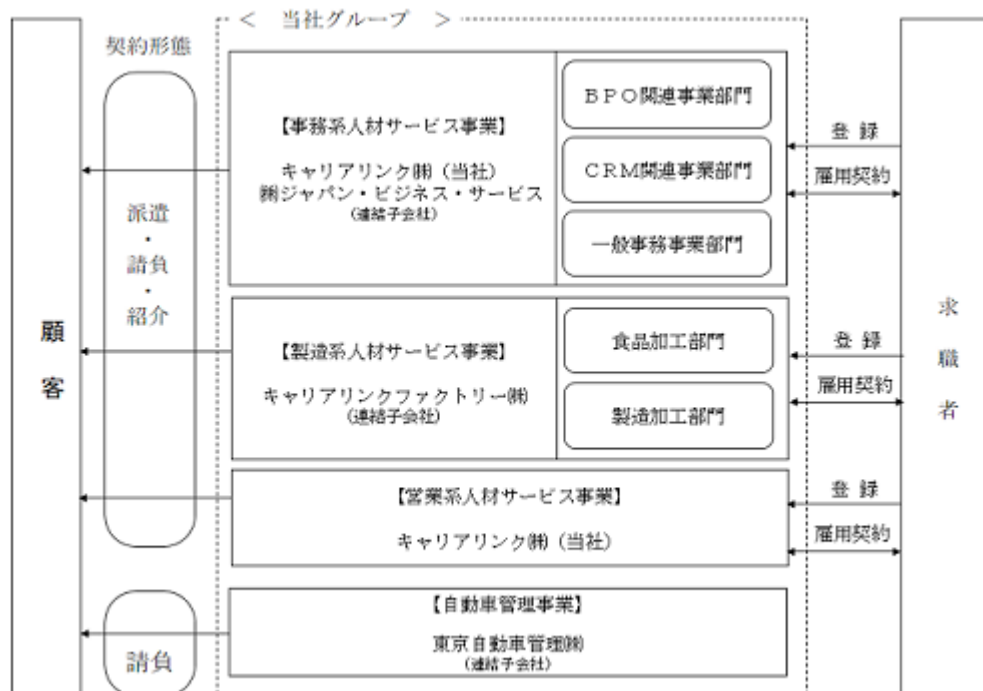 ＜ 当社グループ ＞
契約形態
顧客
派遣・請負・紹介
請負
【事務系人材サービス事業】
キャリアリンク㈱（当社）
㈱ジャパン・ビジネス・サービス
（連結子会社）
ＢＰＯ関連事業部門
ＣＲＭ関連事業部門
一般事務事業部門
登 録
雇用契約
【製造系人材サービス事業】
キャリアリンクファクトリー㈱
（連結子会社）
食品加工部門
製造加工部門
登 録
雇用契約
【営業系人材サービス事業】
キャリアリンク㈱（当社）
登 録
雇用契約
【自動車管理事業】
東京自動車管理㈱
（連結子会社）
求職者